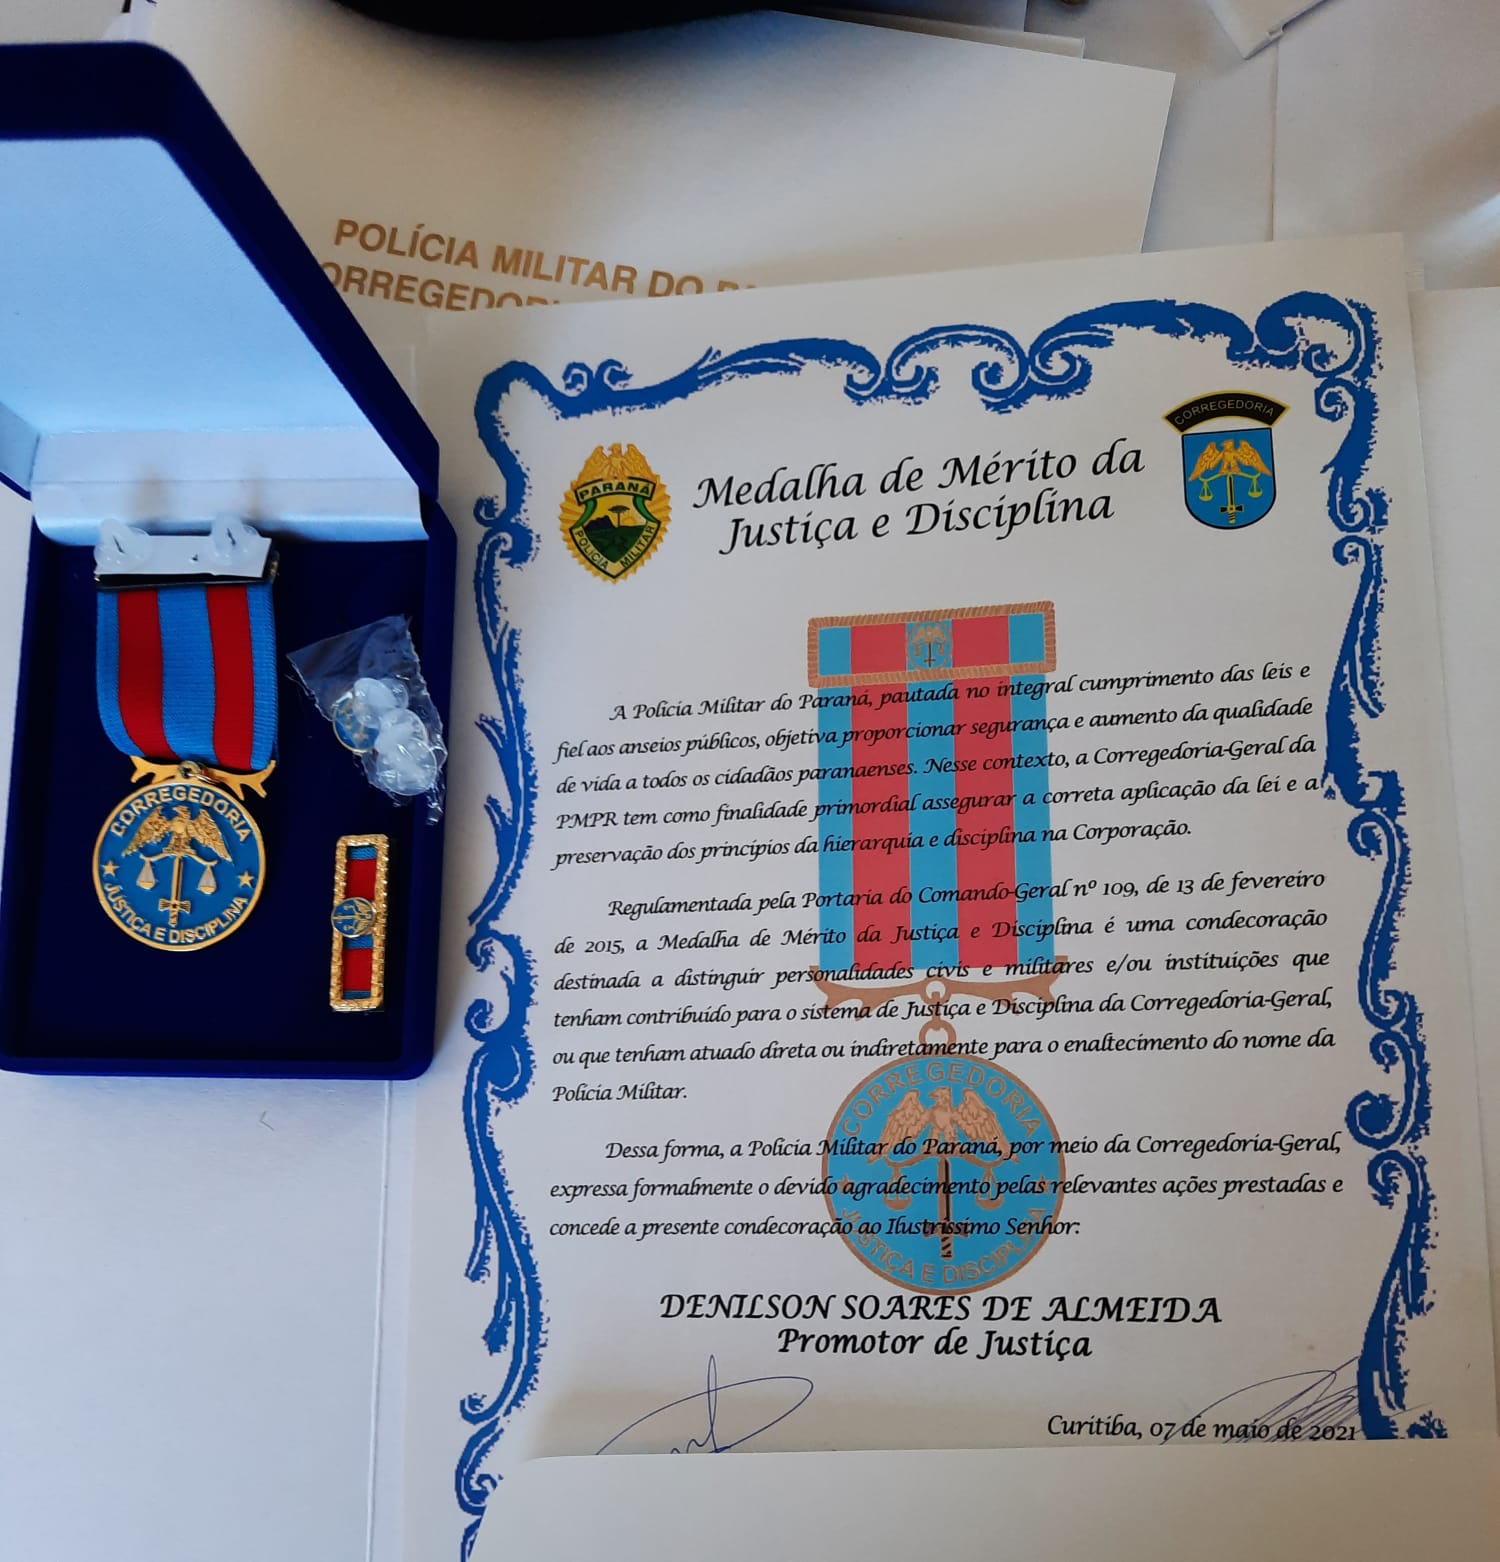 POLÍCIA MILITAR DO
CORREGEDORIA
JUSTIÇA E DISCIPLINA
PARANÁ
POLÍCIA MILITAR
Medalha de Mérito da
Justiça e Disciplina
CORREGEDORIA
A Polícia Militar do Paraná, pautada no integral cumprimento das leis e
fiel aos anseios públicos, objetiva proporcionar segurança e aumento da qualidade
de vida a todos os cidadãos paranaenses. Nesse contexto, a Corregedoria-Geral da
PMPR tem como finalidade primordial assegurar a correta aplicação da lei e a
preservação dos princípios da hierarquia e disciplina na Corporação.
Regulamentada pela Portaria do Comando-Geral nº 109, de 13 de fevereiro
de 2015, a Medalha de Mérito da Justiça e Disciplina é uma condecoração
destinada a distinguir personalidades civis e militares e/ou instituições que
tenham contribuído para o sistema de Justiça e Disciplina da Corregedoria-Geral,
ou que tenham atuado direta ou indiretamente para o enaltecimento do nome da
Polícia Militar.
Dessa forma, a Polícia Militar do Paraná, por meio da Corregedoria-Geral,
expressa formalmente o devido agradecimento pelas relevantes ações prestadas e
concede a presente condecoração ao Ilustríssimo Senhor:
CORREGEDORIA
JUSTIÇA E DISCIPLINA
DENILSON SOARES DE ALMEIDA
Promotor de Justiça
Curitiba, 07 de maio de 2021